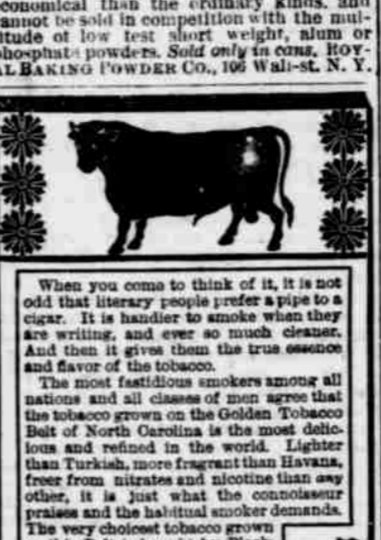 economical than the ordinary kinds, and
cannot be sold in competition with the mul-
titude of low test short weight, alum or
phosphate powders. Sold only in cans. ROY-
AL BAKING POWDER CO., 106 Wall-st. N. Y.
When you come to think of it, it is not
odd that literary people prefer a pipe to a
cigar. It is handier to smoke when they
are writing, and ever so much cleaner.
And then it gives them the true essence
and flavor of the tobacco.
The most fastidious smokers among all
nations and all classes of men agree that
the tobacco grown on the Golden Tobacco
Belt of North Carolina is the most delic-
ious and refined in the world. Lighter
than Turkish, more fragrant than Havana,
freer from nitrates and nicotine than any
other, it is just what the connoisseur
praises and the habitual smoker demands.
The very choicest tobacco grown